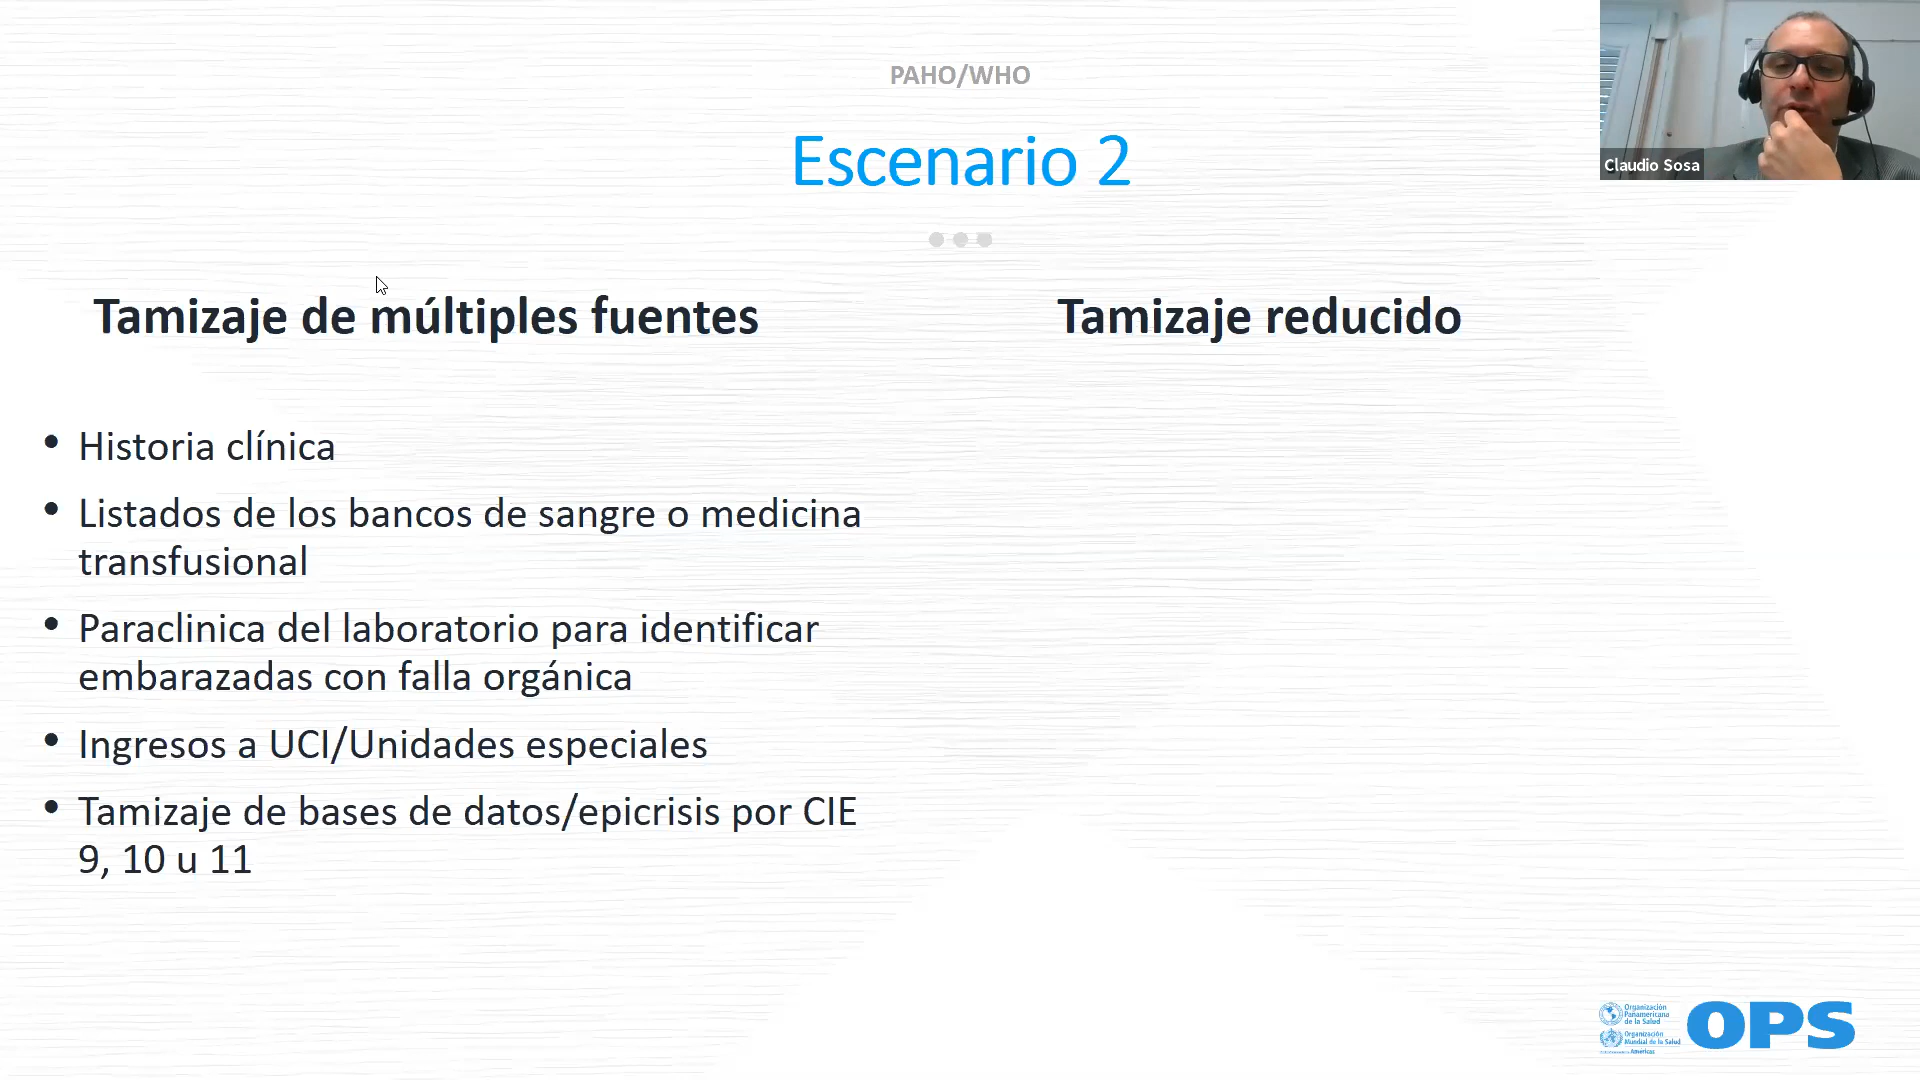 PAHO/WHO
Escenario 2
Claudio Sosa
Tamizaje de múltiples fuentes
• Historia clínica
• Listados de los bancos de sangre o medicina
transfusional
• Paraclinica del laboratorio para identificar
embarazadas con falla orgánica
• Ingresos a UCI/Unidades especiales
• Tamizaje de bases de datos/epicrisis por CIE
9, 10 u 11
Tamizaje reducido
Organización
Panamericana
de la Salud
Organización
Mundial de la Salud
Américas
OPS